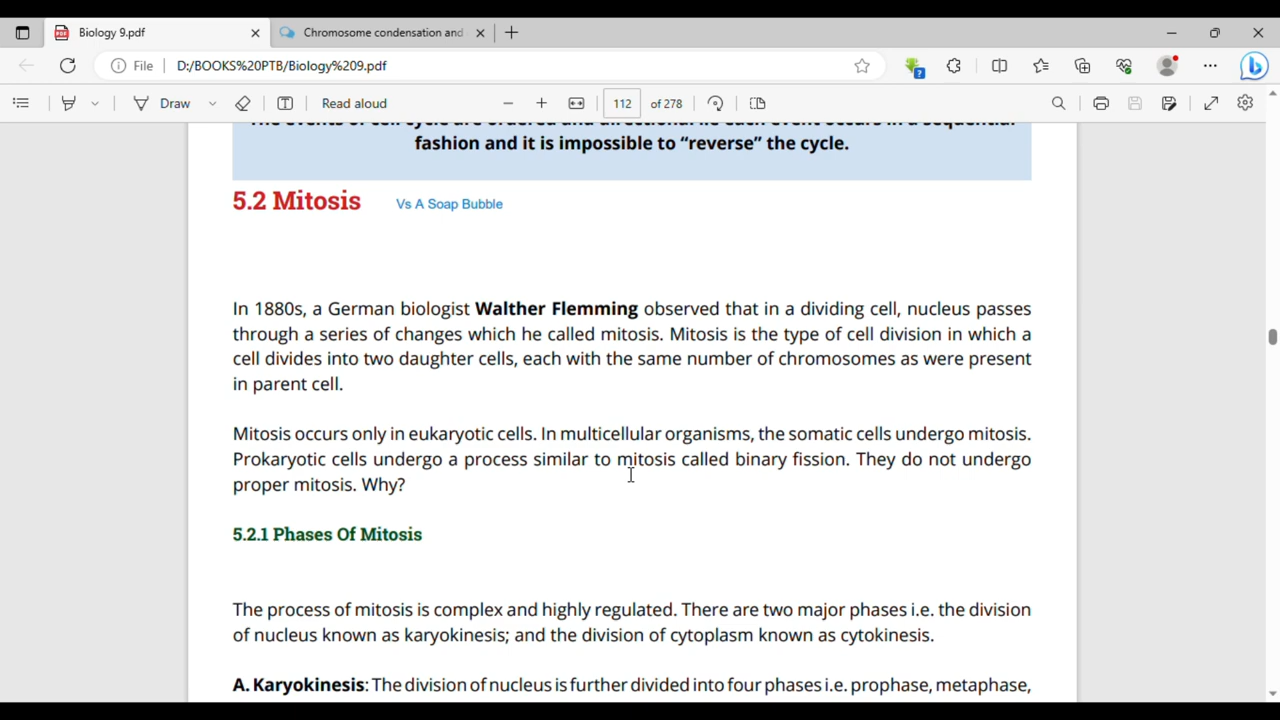 Biology 9.pdf
Chromosome condensation and
File
D:/BOOKS%20PTB/Biology%209.pdf
Draw
Read aloud
112
of 278
fashion and it is impossible to “reverse” the cycle.
5.2 Mitosis
Vs A Soap Bubble
In 1880s, a German biologist Walther Flemming observed that in a dividing cell, nucleus passes
through a series of changes which he called mitosis. Mitosis is the type of cell division in which a
cell divides into two daughter cells, each with the same number of chromosomes as were present
in parent cell.
Mitosis occurs only in eukaryotic cells. In multicellular organisms, the somatic cells undergo mitosis.
Prokaryotic cells undergo a process similar to mitosis called binary fission. They do not undergo
proper mitosis. Why?
5.2.1 Phases Of Mitosis
The process of mitosis is complex and highly regulated. There are two major phases i.e. the division
of nucleus known as karyokinesis; and the division of cytoplasm known as cytokinesis.
A. Karyokinesis: The division of nucleus is further divided into four phases i.e. prophase, metaphase,